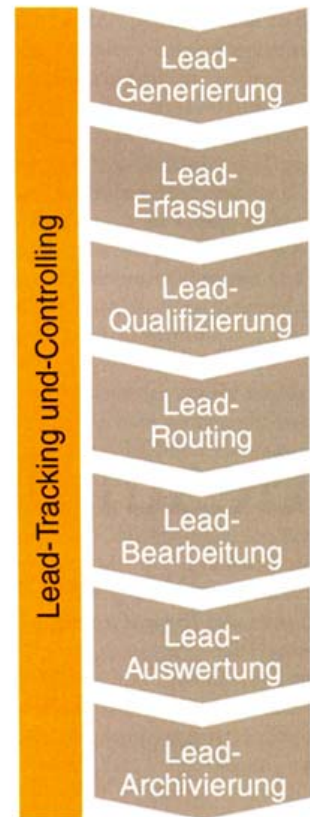 Lead-Tracking und-Controlling
Lead-
Generierung
Lead-
Erfassung
Lead-
Qualifizierung
Lead-
Routing
Lead-
Bearbeitung
Lead-
Auswertung
Lead-
Archivierung